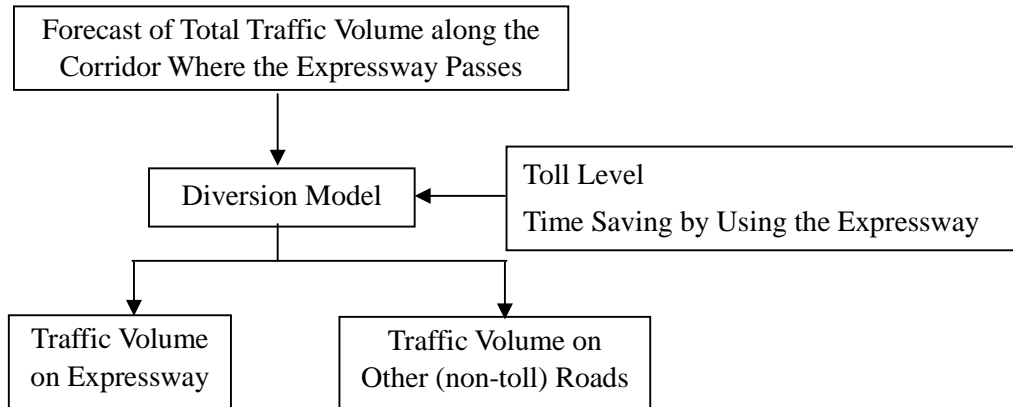 Forecast of Total Traffic Volume along the
Corridor Where the Expressway Passes
Diversion Model
Toll Level
Time Saving by Using the Expressway
Traffic Volume
on Expressway
Traffic Volume on
Other (non-toll) Roads